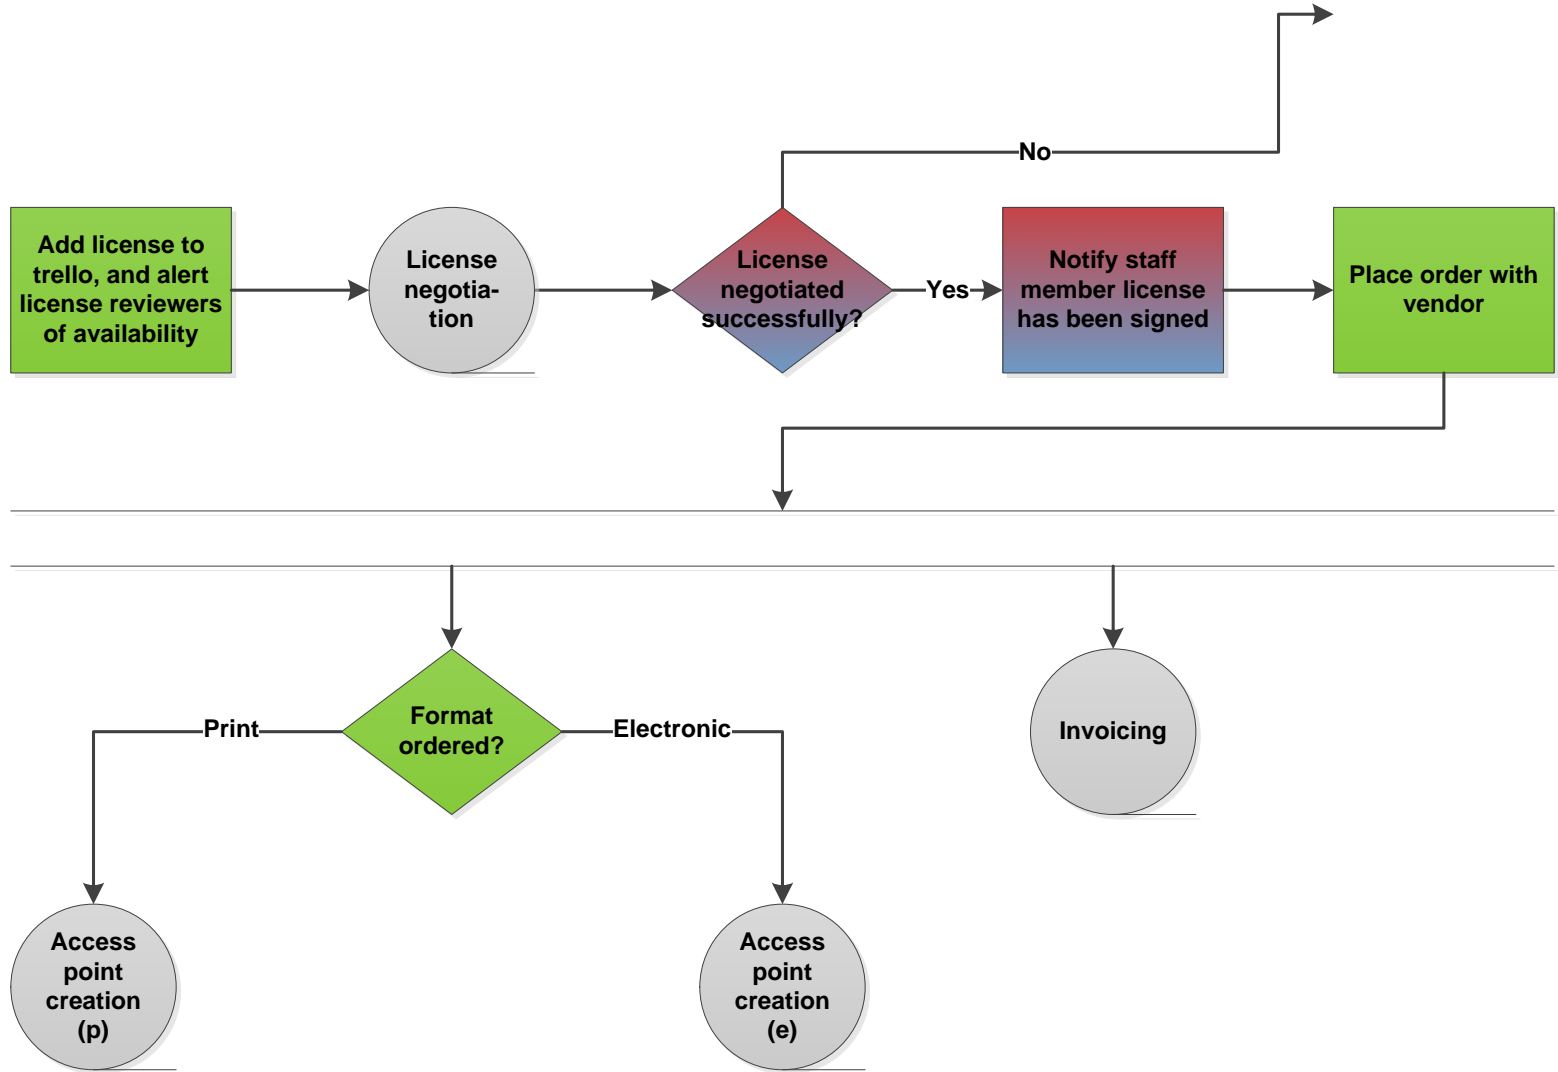 No
Add license to
trello, and alert
license reviewers
of availability
License
negotia-
tion
License
negotiated
successfully?
Yes
Notify staff
member license
has been signed
Place order with
vendor
Print
Format
ordered?
Electronic
Invoicing
Access
point
creation
(p)
Access
point
creation
(e)